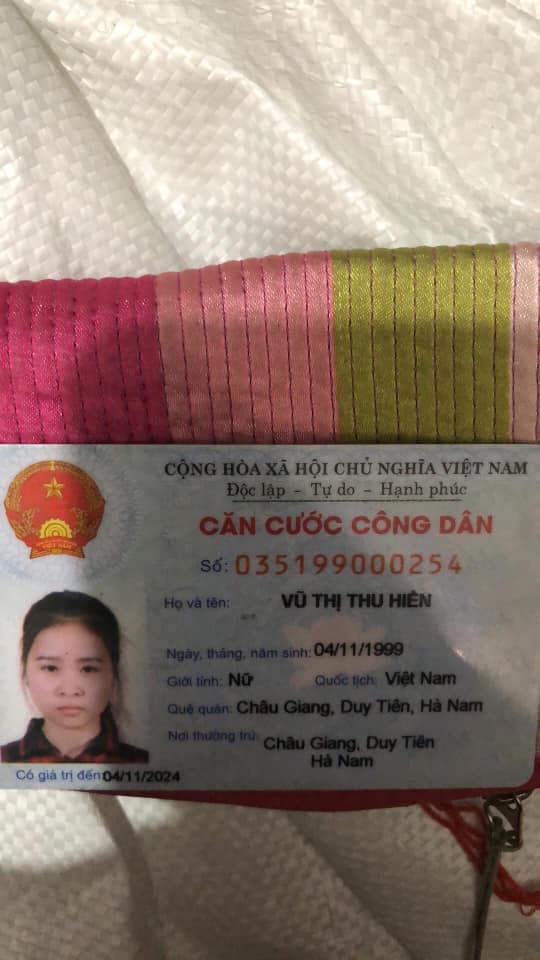 CỘNG HÒA XÃ HỘI CHỦ NGHĨA VIỆT NAM
Độc lập - Tự do - Hạnh phúc
CĂN CƯỚC CÔNG DÂN
Số: 035199000254
Họ và tên: VŨ THỊ THU HIỀN
Ngày, tháng, năm sinh: 04/11/1999
Giới tính: Nữ Quốc tịch: Việt Nam
Quê quán: Châu Giang, Duy Tiên, Hà Nam
Nơi thường trú: Châu Giang, Duy Tiên
Hà Nam
Có giá trị đến: 04/11/2024
VIỆT NAM